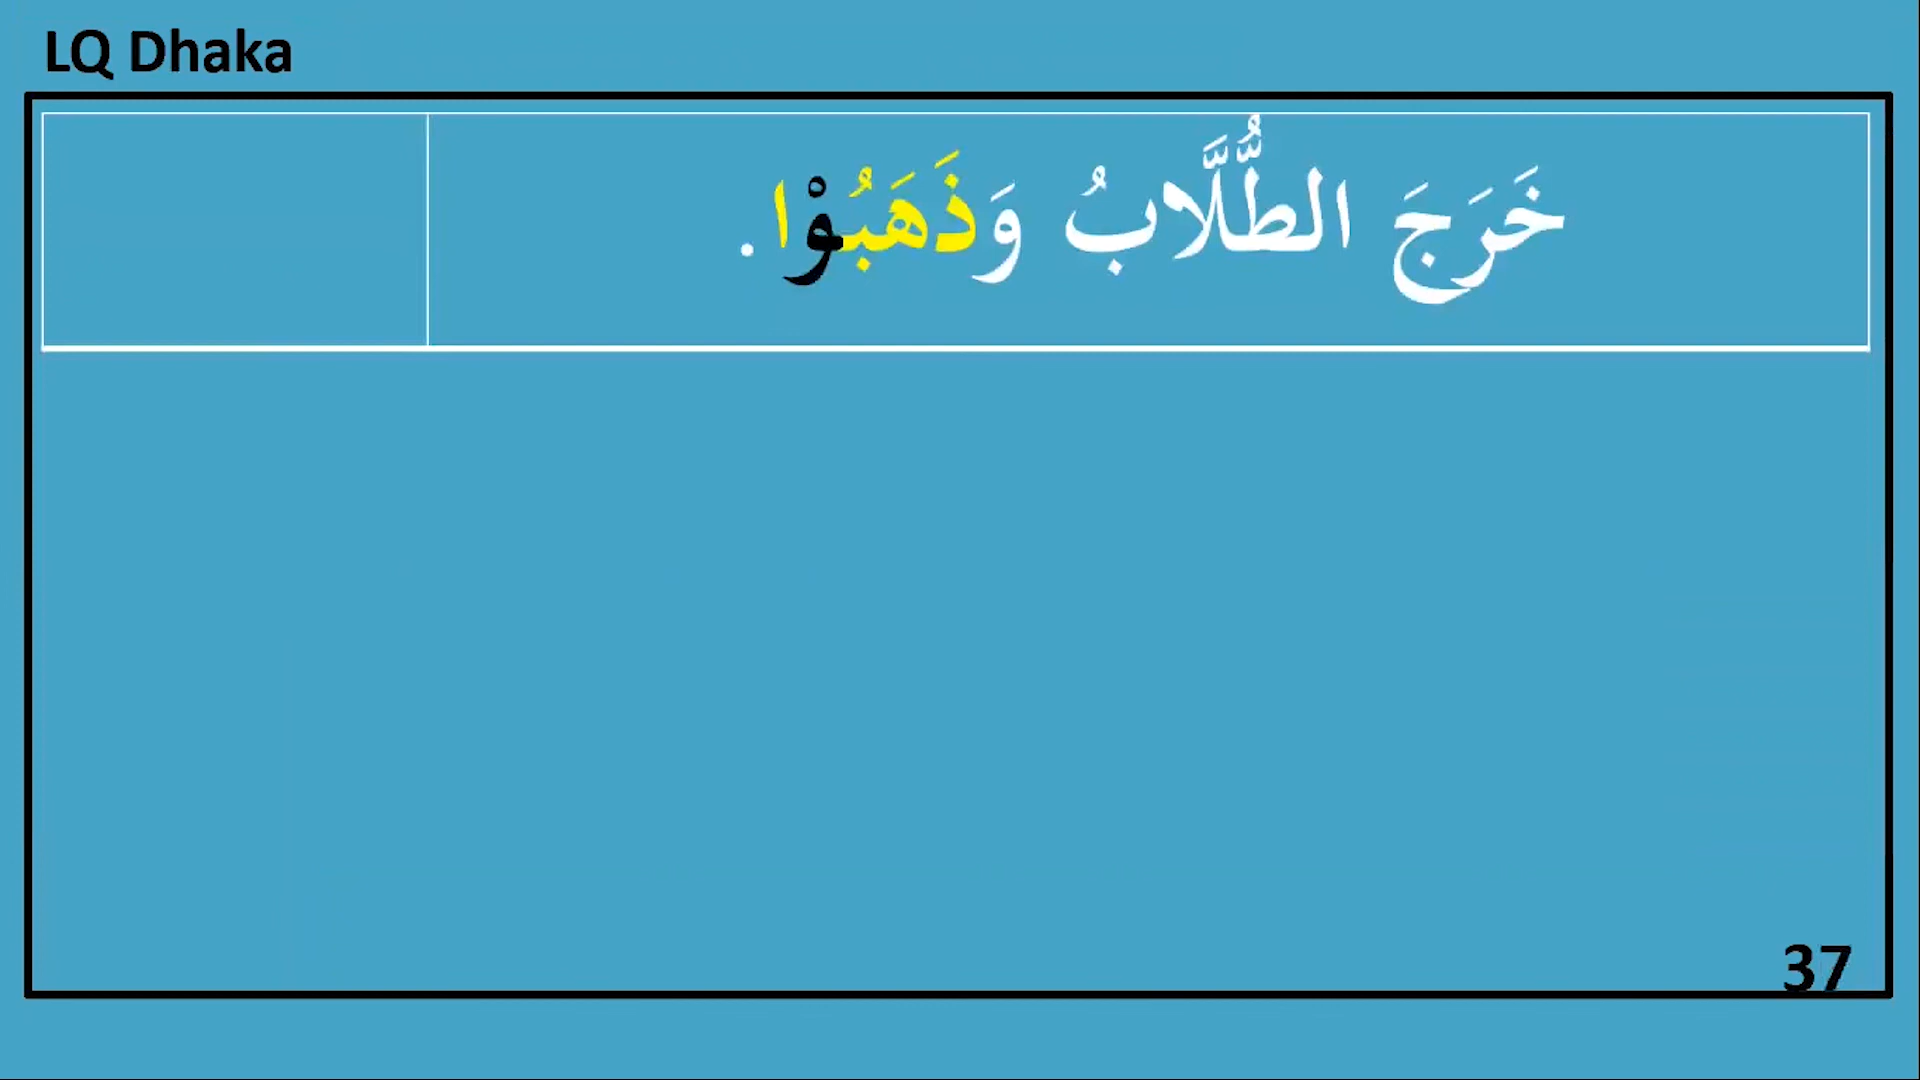 LQ Dhaka
خَرَجَ الطُّلَّابُ وَذَهَبُوْا .
37